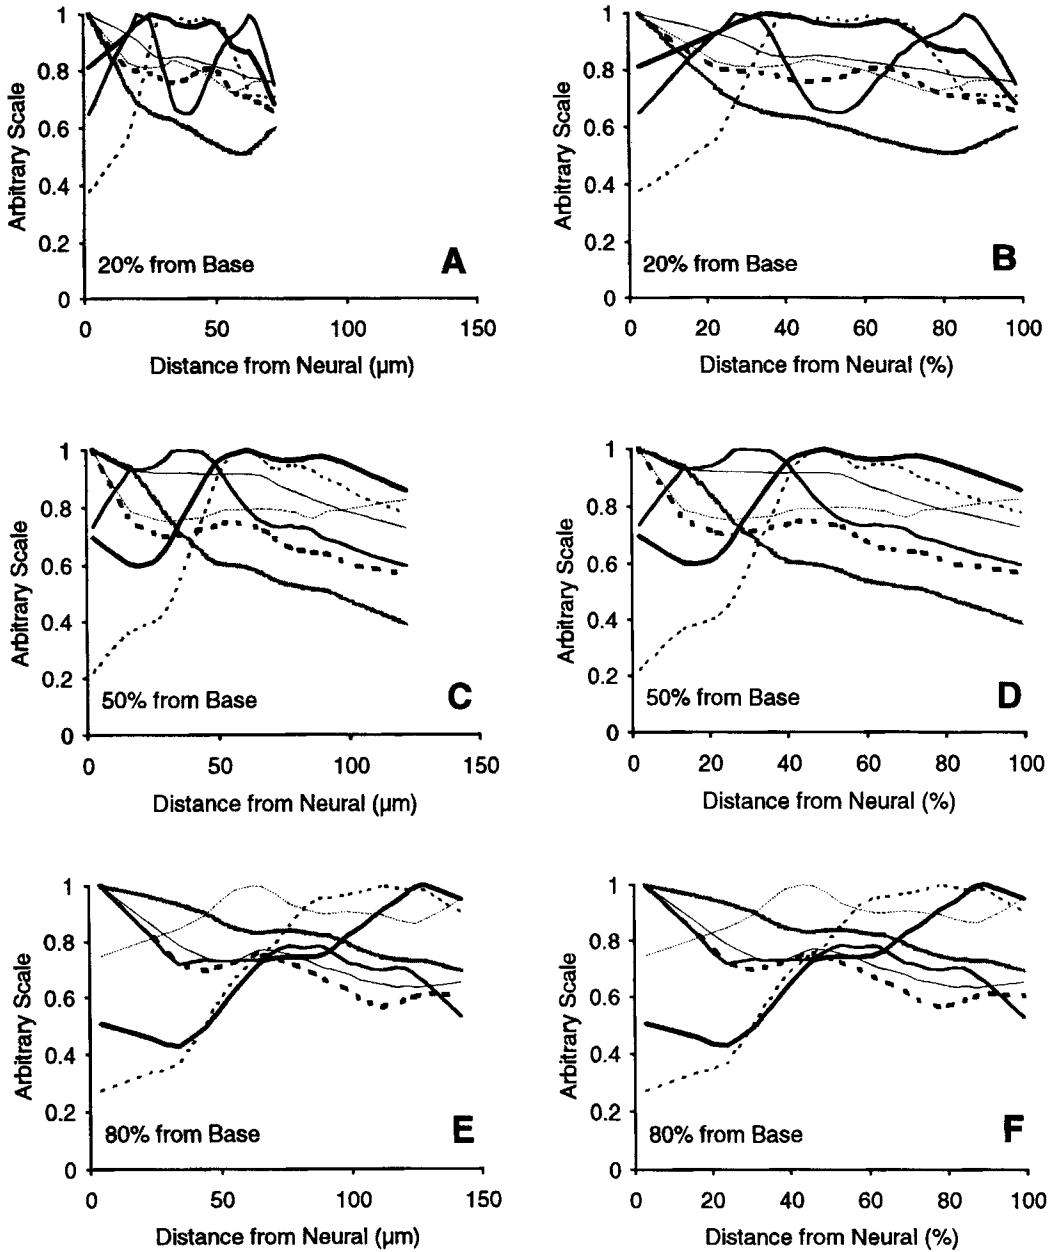 1
0.8
0.6
0.4
0.2
0
Arbitrary Scale
20% from Base
A
0 50 100 150
Distance from Neural (µm)
1
0.8
0.6
0.4
0.2
0
Arbitrary Scale
20% from Base
B
0 20 40 60 80 100
Distance from Neural (%)
1
0.8
0.6
0.4
0.2
0
Arbitrary Scale
50% from Base
C
0 50 100 150
Distance from Neural (µm)
1
0.8
0.6
0.4
0.2
0
Arbitrary Scale
50% from Base
D
0 20 40 60 80 100
Distance from Neural (%)
1
0.8
0.6
0.4
0.2
0
Arbitrary Scale
80% from Base
E
0 50 100 150
Distance from Neural (µm)
1
0.8
0.6
0.4
0.2
0
Arbitrary Scale
80% from Base
F
0 20 40 60 80 100
Distance from Neural (%)